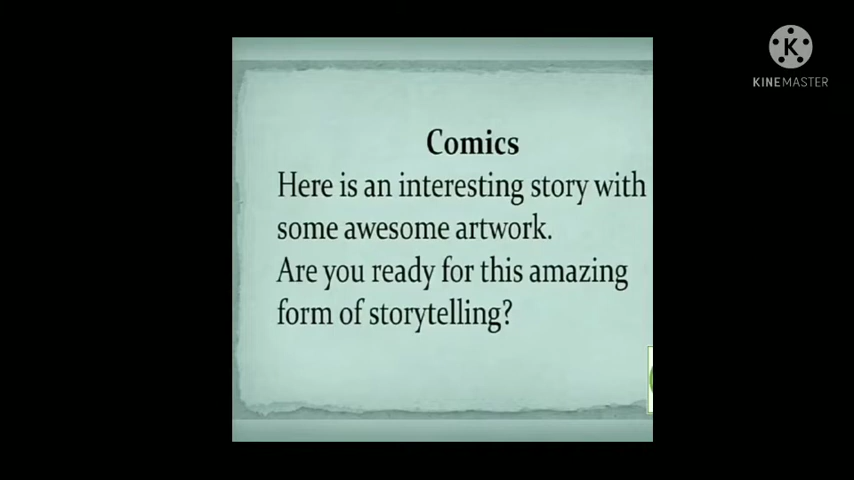 Comics
Here is an interesting story with
some awesome artwork.
Are you ready for this amazing
form of storytelling?
KINEMASTER